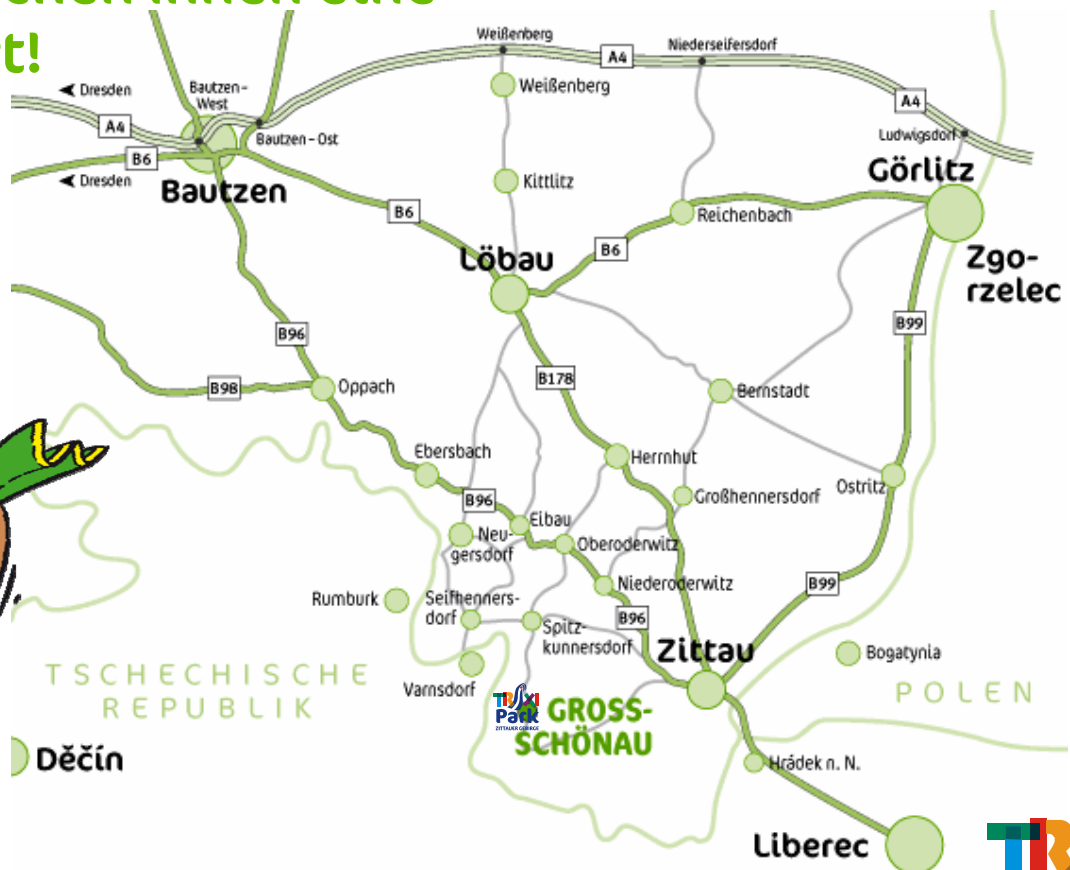 t!
Weißenberg
A4
Niederseifersdorf
Dresden
Bautzen-
West
Weißenberg
A4
A4
Bautzen - Ost
Ludwigsdorf
B6
Dresden
Bautzen
Kittlitz
Görlitz
B6
Reichenbach
Löbau
B6
Zgo-
rzelec
B96
B99
B98
Oppach
B178
Bernstadt
Ebersbach
Herrnhut
B96
Großhennersdorf
Ostritz
Eibau
Neu-
gersdorf
Oberoderwitz
Niederoderwitz
B99
Rumburk
Seifhenners-
dorf
B96
Spitz-
kunnersdorf
Zittau
Bogatynia
TSCHECHISCHE
REPUBLIK
Varnsdorf
POLEN
TRIXI
Park
ZITTAUER GEBIRGE
GROSS-
SCHÖNAU
Děčín
Hrádek n. N.
Liberec